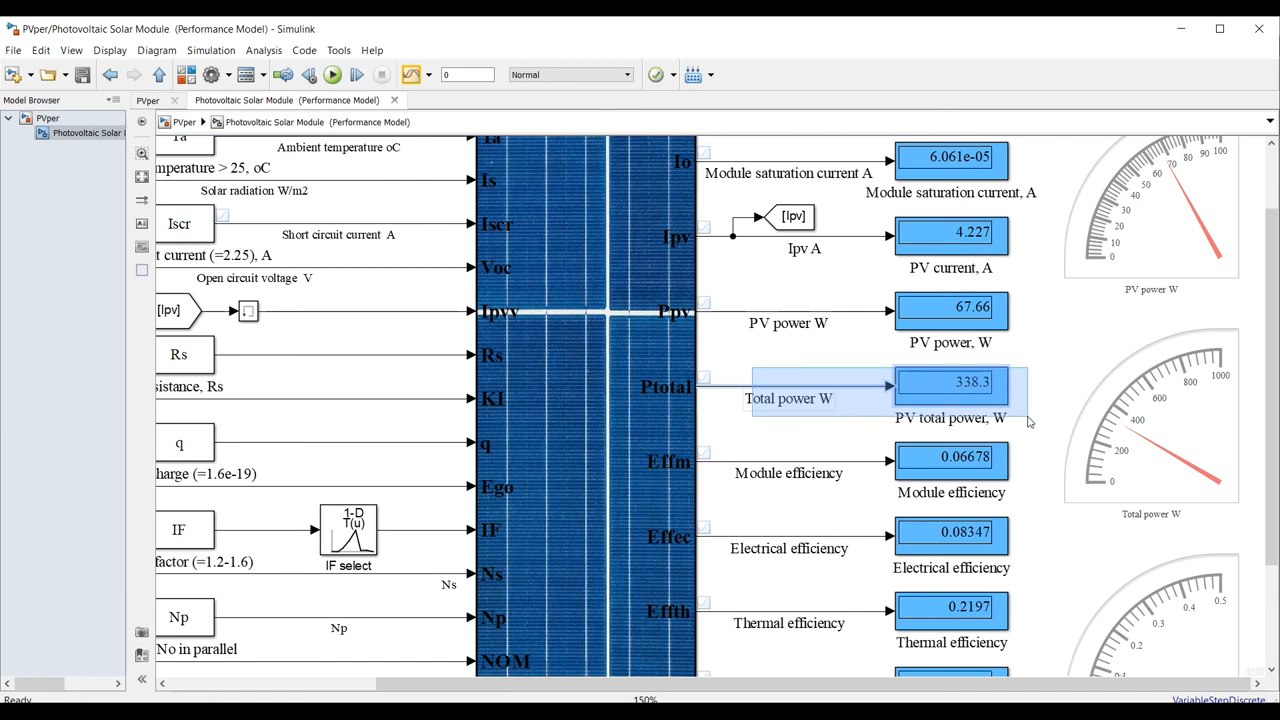 PVper/Photovoltaic Solar Module (Performance Model) - Simulink
File Edit View Display Diagram Simulation Analysis Code Tools Help
0 Normal
Model Browser
PVper
Photovoltaic Solar I
PVper Photovoltaic Solar Module (Performance Model)
PVper Photovoltaic Solar Module (Performance Model)
Ta
Ambient temperature oC
mperature > 25, oC
Is
Solar radiation W/m2
Iscr
Iscr
Short circuit current A
t current (=2.25), A
Voc
Open circuit voltage V
[Ipv]
Ipvv
Rs
Rs
sistance, Rs
KI
q
q
harge (=1.6e-19)
Ego
IF
1-D
T(u)
IF
factor (=1.2-1.6)
IF select
Ns
Ns
Np
Np
Np
No in parallel
NOM
Io
6.061e-05
Module saturation current A
Module saturation current, A
[Ipv]
Ipv
4.227
Ipv A
PV current, A
Ppv
67.66
PV power W
PV power, W
Ptotal
338.3
Total power W
PV total power, W
Effm
0.06678
Module efficiency
Module efficiency
Effec
0.08347
Electrical efficiency
Electrical efficiency
Effth
0.2197
Thermal efficiency
Thermal efficiency
0 10 30 40 50 60 70 80 90 100
PV power W
0 400 600 800 1000
Total power W
0.2 0.3 0.5
Ready
150%
VariableStepDiscrete